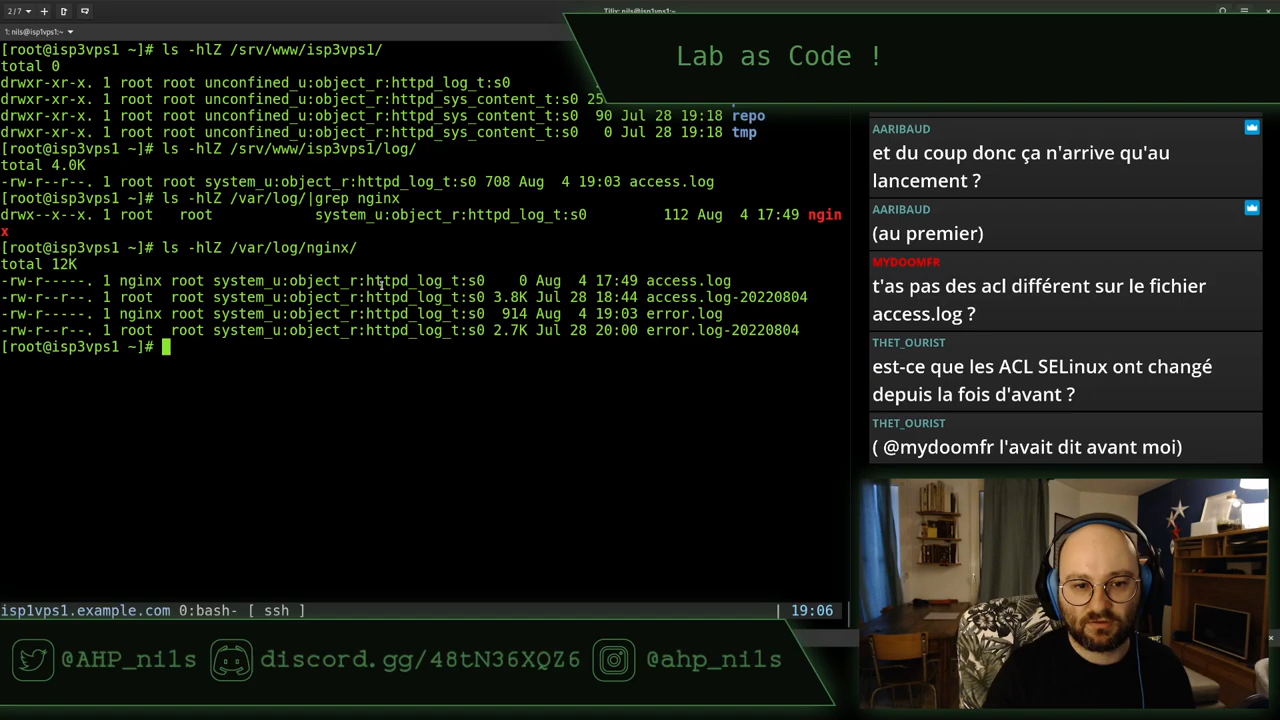 2/7
Tilix: nils@isp1vps1:~
1: nils@isp1vps1:~
Lab as Code !
[root@isp3vps1 ~]# ls -hlZ /srv/www/isp3vps1/
total 0
drwxr-xr-x. 1 root root unconfined_u:object_r:httpd_log_t:s0
drwxr-xr-x. 1 root root unconfined_u:object_r:httpd_sys_content_t:s0 25
drwxr-xr-x. 1 root root unconfined_u:object_r:httpd_sys_content_t:s0  90 Jul 28 19:18 repo
drwxr-xr-x. 1 root root unconfined_u:object_r:httpd_sys_content_t:s0   0 Jul 28 19:18 tmp
[root@isp3vps1 ~]# ls -hlZ /srv/www/isp3vps1/log/
total 4.0K
-rw-r--r--. 1 root root system_u:object_r:httpd_log_t:s0 708 Aug  4 19:03 access.log
[root@isp3vps1 ~]# ls -hlZ /var/log/|grep nginx
drwx--x--x. 1 root   root            system_u:object_r:httpd_log_t:s0         112 Aug  4 17:49 ngin
x
[root@isp3vps1 ~]# ls -hlZ /var/log/nginx/
total 12K
-rw-r-----. 1 nginx root system_u:object_r:httpd_log_t:s0    0 Aug  4 17:49 access.log
-rw-r--r--. 1 root  root system_u:object_r:httpd_log_t:s0 3.8K Jul 28 18:44 access.log-20220804
-rw-r-----. 1 nginx root system_u:object_r:httpd_log_t:s0  914 Aug  4 19:03 error.log
-rw-r--r--. 1 root  root system_u:object_r:httpd_log_t:s0 2.7K Jul 28 20:00 error.log-20220804
[root@isp3vps1 ~]#
isp1vps1.example.com 0:bash- [ ssh ] | 19:06
AARIBAUD
et du coup donc ça n'arrive qu'au
lancement ?
AARIBAUD
(au premier)
MYDOOMFR
t'as pas des acl différent sur le fichier
access.log ?
THET_OURIST
est-ce que les ACL SELinux ont changé
depuis la fois d'avant ?
THET_OURIST
( @mydoomfr l'avait dit avant moi)
@AHP_nils discord.gg/48tN36XQZ6 @ahp_nils